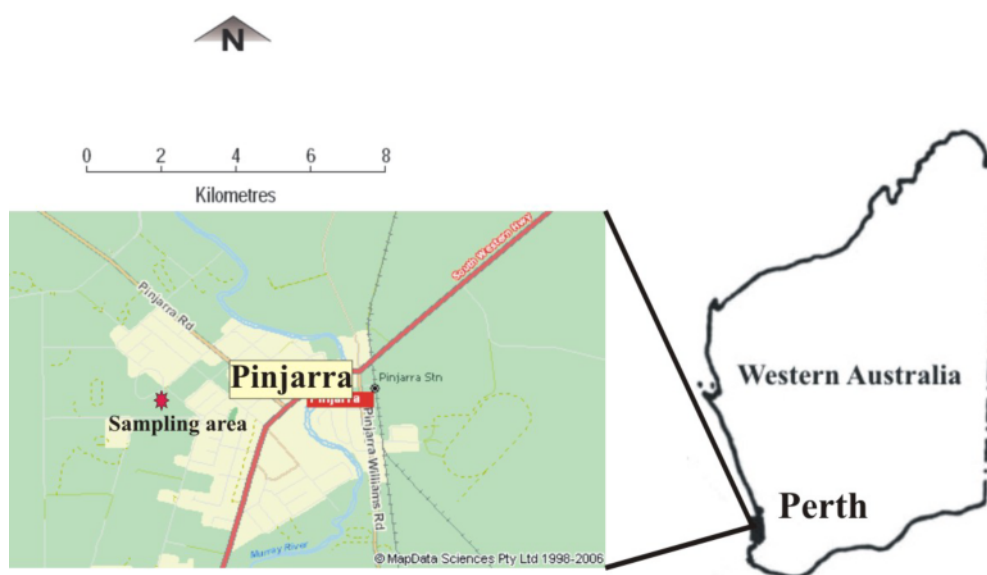 N
0 2 4 6 8
Kilometres
South Western Hwy
Pinjarra Rd
Pinjarra
Pinjarra Stn
Pinjarra
Sampling area
Pinjarra Williams Rd
Murray River
© MapData Sciences Pty Ltd 1998-2006
Western Australia
Perth